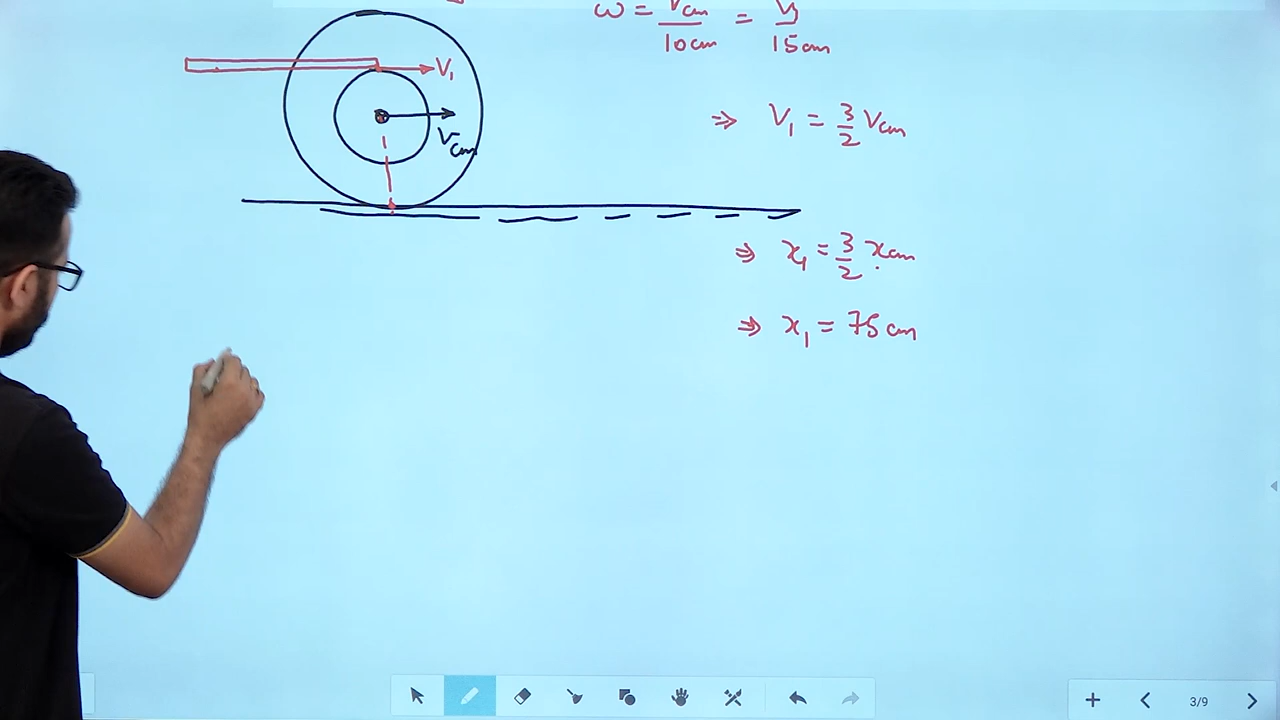 ω = Vcm/10cm = V1/15cm
V1
Vcm
⇒ V1 = 3/2 Vcm
⇒ x1 = 3/2 xcm
⇒ x1 = 75 cm
3/9